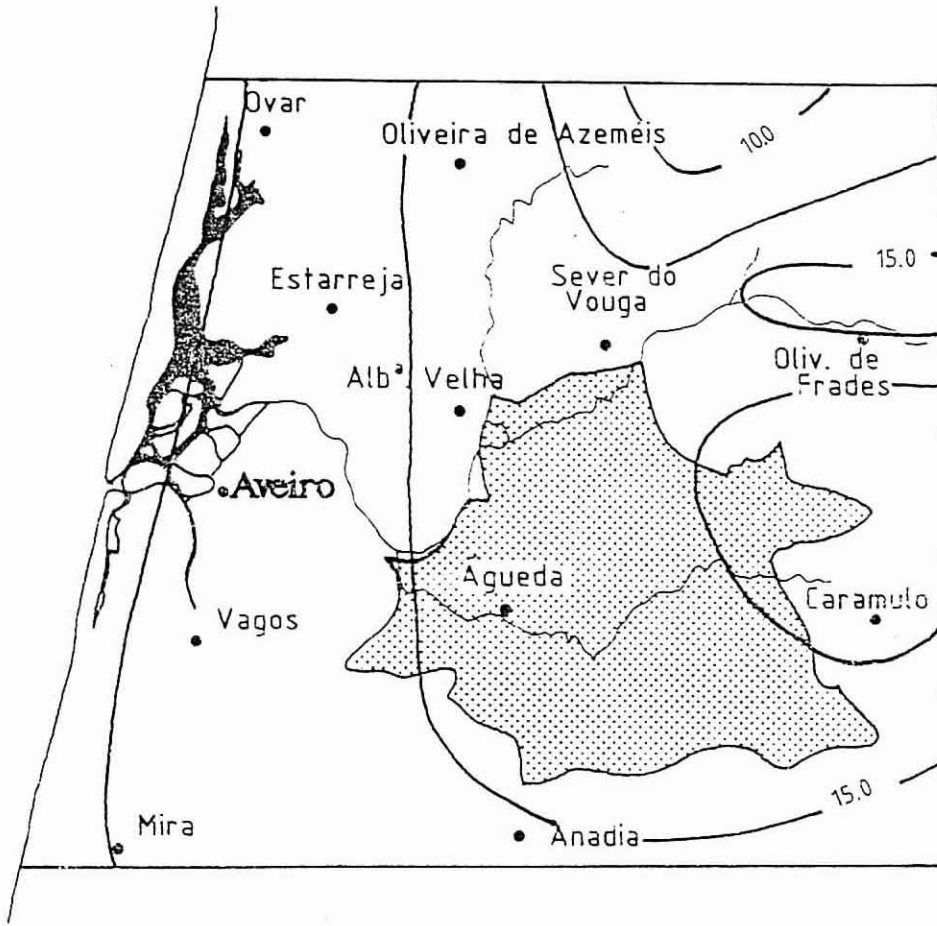 Ovar
Oliveira de Azeméis
10.0
Estarreja
Sever do
Vouga
15.0
Albª. Velha
Oliv. de
Frades
Aveiro
Águeda
Caramulo
Vagos
15.0
Mira
Anadia